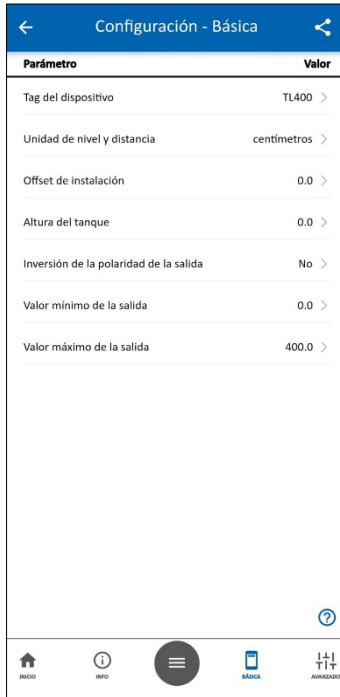 Configuración - Básica
Parámetro Valor
Tag del dispositivo TL400
Unidad de nivel y distancia centímetros
Offset de instalación 0.0
Altura del tanque 0.0
Inversión de la polaridad de la salida No
Valor mínimo de la salida 0.0
Valor máximo de la salida 400.0
?
INICIO INFO BÁSICA AVANZADO